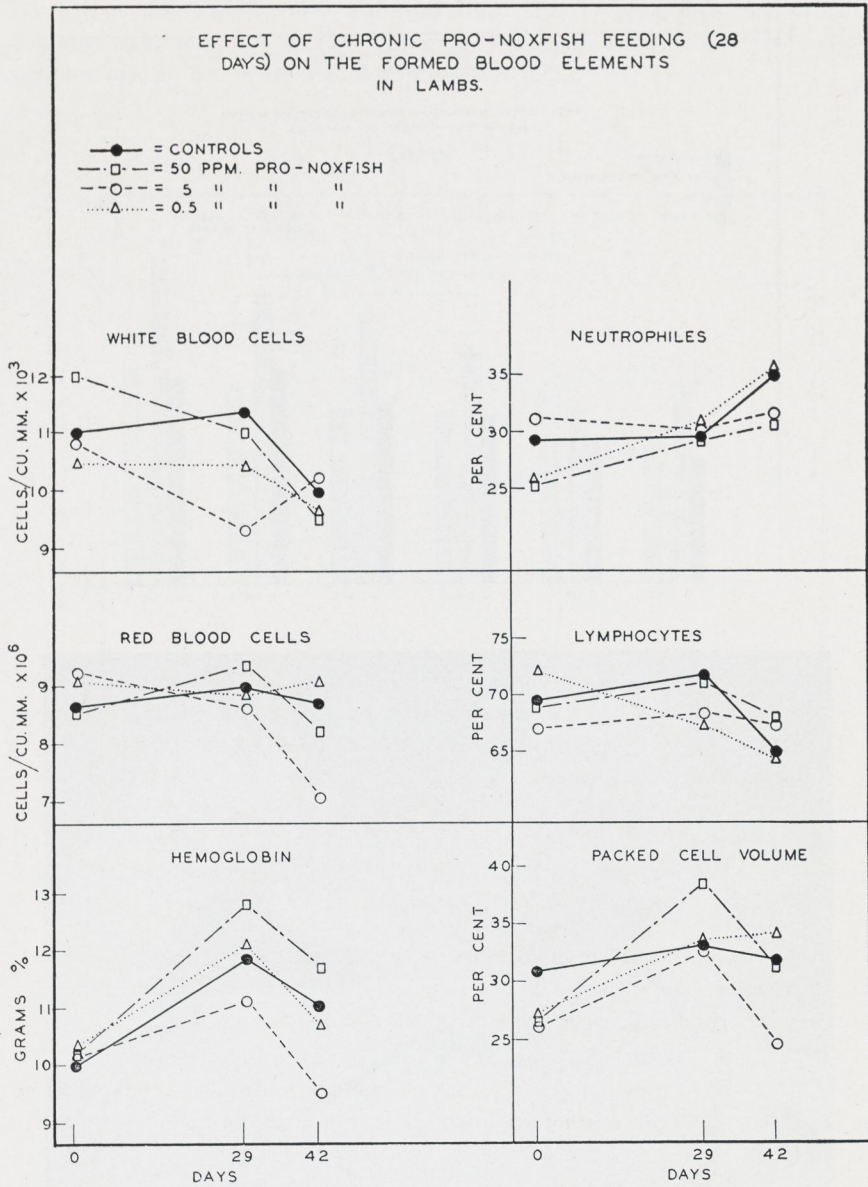 EFFECT OF CHRONIC PRO-NOXFISH FEEDING (28
DAYS) ON THE FORMED BLOOD ELEMENTS
IN LAMBS.
= CONTROLS
= 50 PPM. PRO-NOXFISH
= 5 " " "
= 0.5 " " "
WHITE BLOOD CELLS
CELLS/CU. MM. X10³
12
11
10
9
NEUTROPHILES
PER CENT
35
30
25
RED BLOOD CELLS
CELLS/CU. MM. X10⁶
9
8
7
LYMPHOCYTES
PER CENT
75
70
65
HEMOGLOBIN
GRAMS %
13
12
11
10
9
0 29 42
DAYS
PACKED CELL VOLUME
PER CENT
40
35
30
25
0 29 42
DAYS